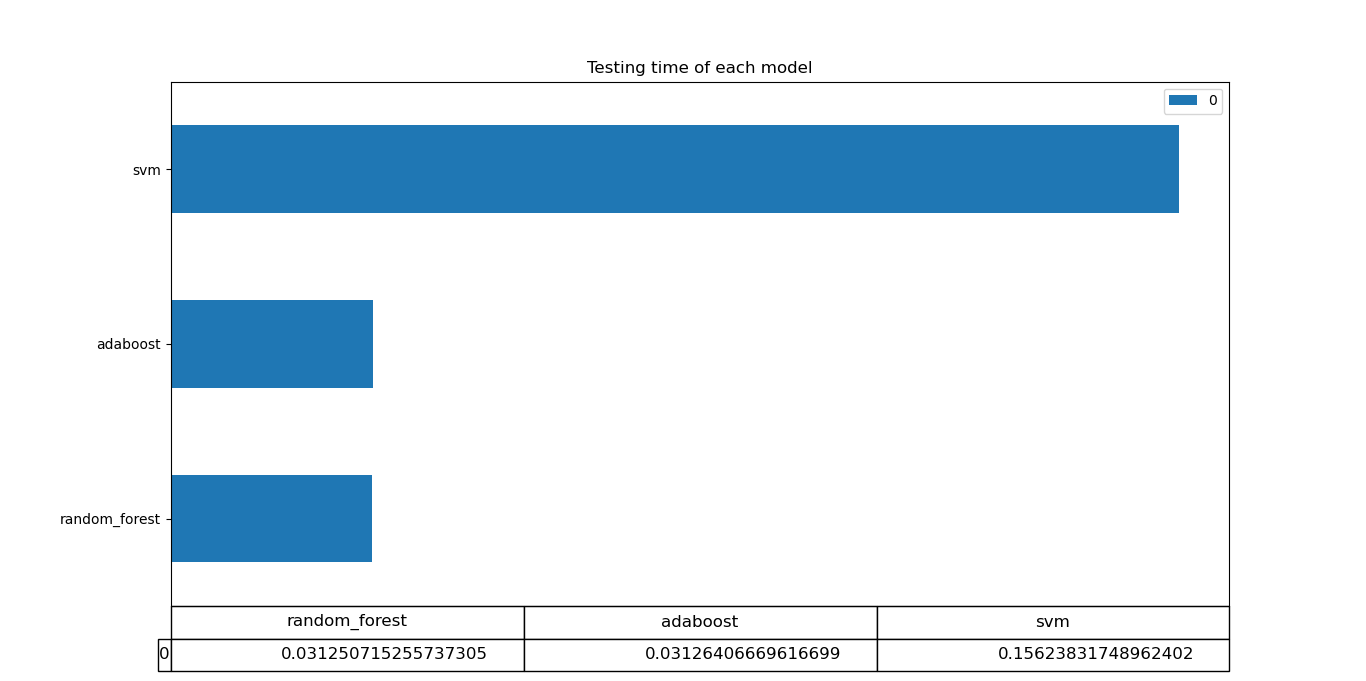 Testing time of each model
0
svm
adaboost
random_forest
random_forest adaboost svm
0 0.031250715255737305 0.03126406669616699 0.15623831748962402